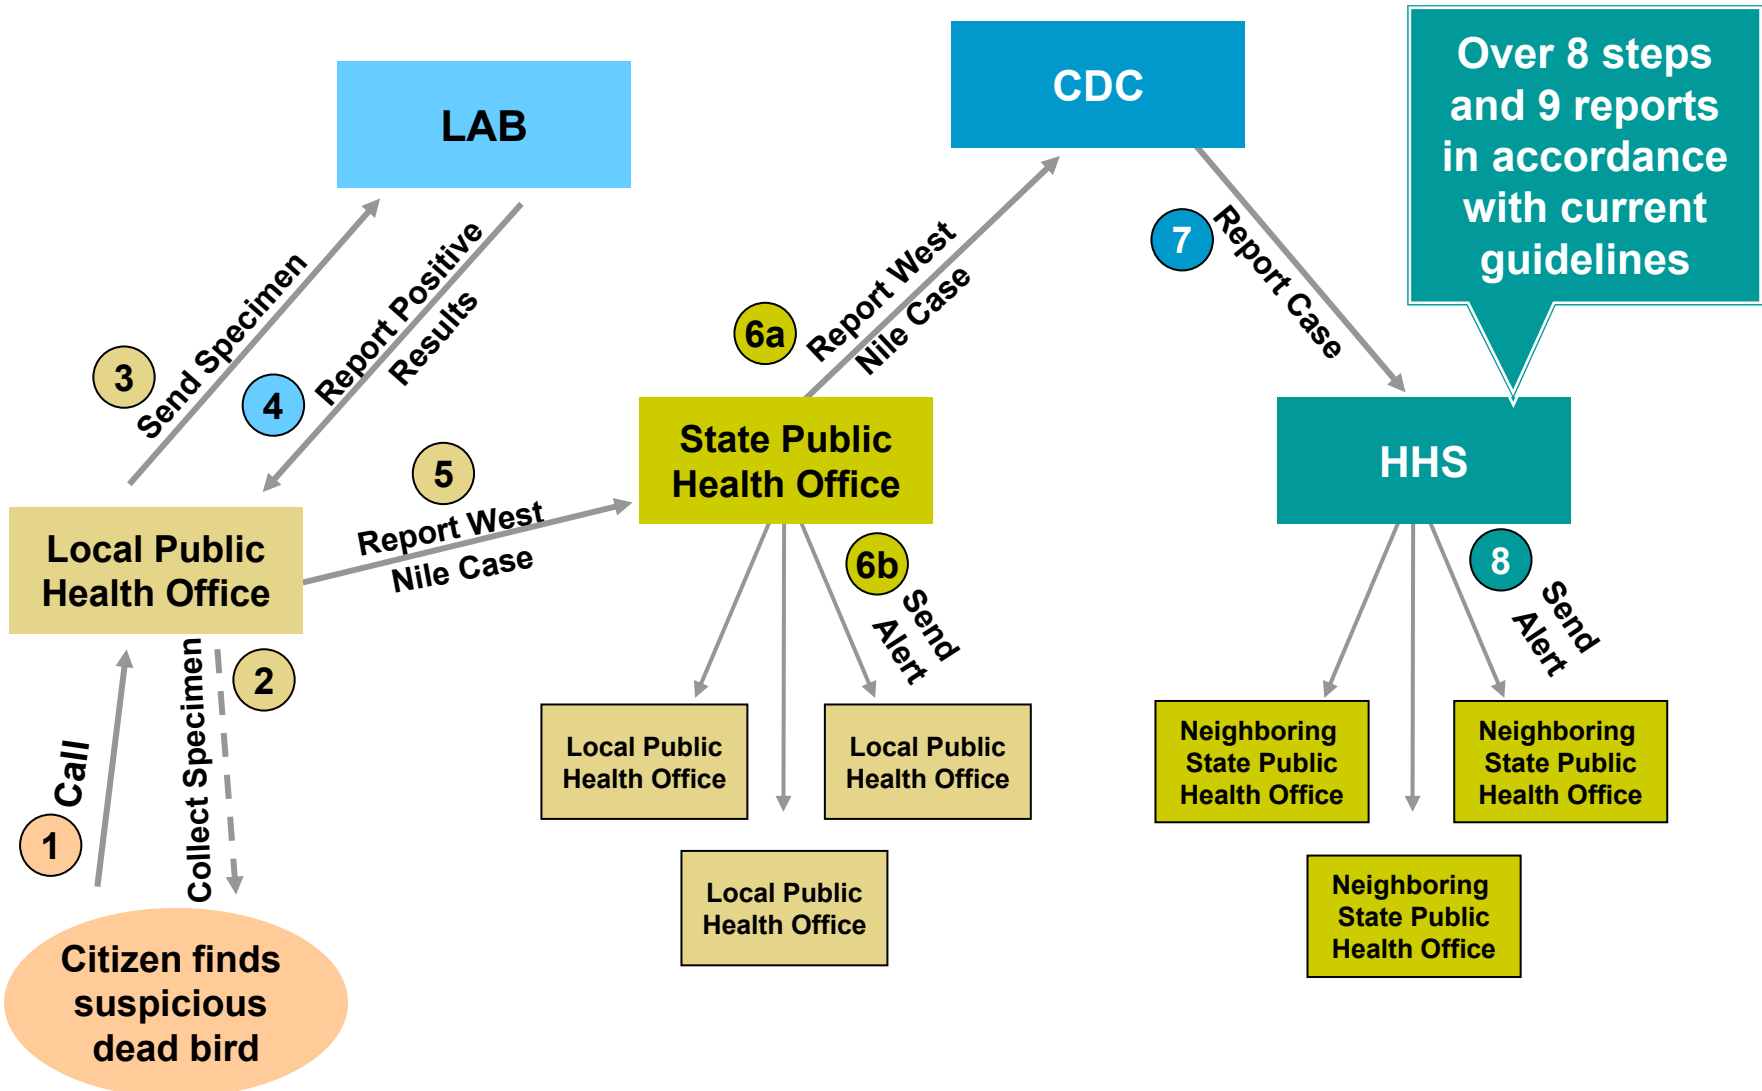 LAB
CDC
Over 8 steps
and 9 reports
in accordance
with current
guidelines
3
Send Specimen
4
Report Positive
Results
6a
Report West
Nile Case
7
Report Case
5
Report West
Nile Case
State Public
Health Office
HHS
Local Public
Health Office
6b
Send
Alert
8
Send
Alert
1
Call
2
Collect Specimen
Local Public
Health Office
Local Public
Health Office
Local Public
Health Office
Neighboring
State Public
Health Office
Neighboring
State Public
Health Office
Neighboring
State Public
Health Office
Citizen finds
suspicious
dead bird